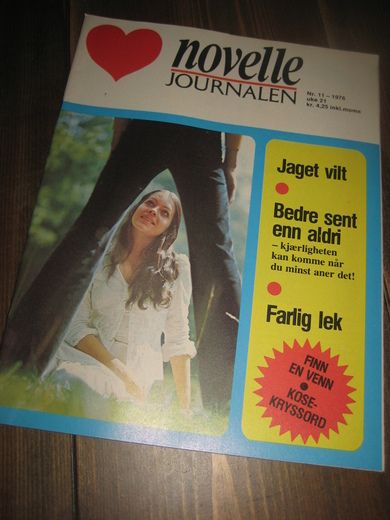 novelle
JOURNALEN
Nr. 11 – 1976
uke 21
kr. 4,25 inkl.moms
Jaget vilt
Bedre sent
enn aldri
– kjærligheten
kan komme når
du minst aner det!
Farlig lek
FINN
EN VENN
KOSE-
KRYSSORD